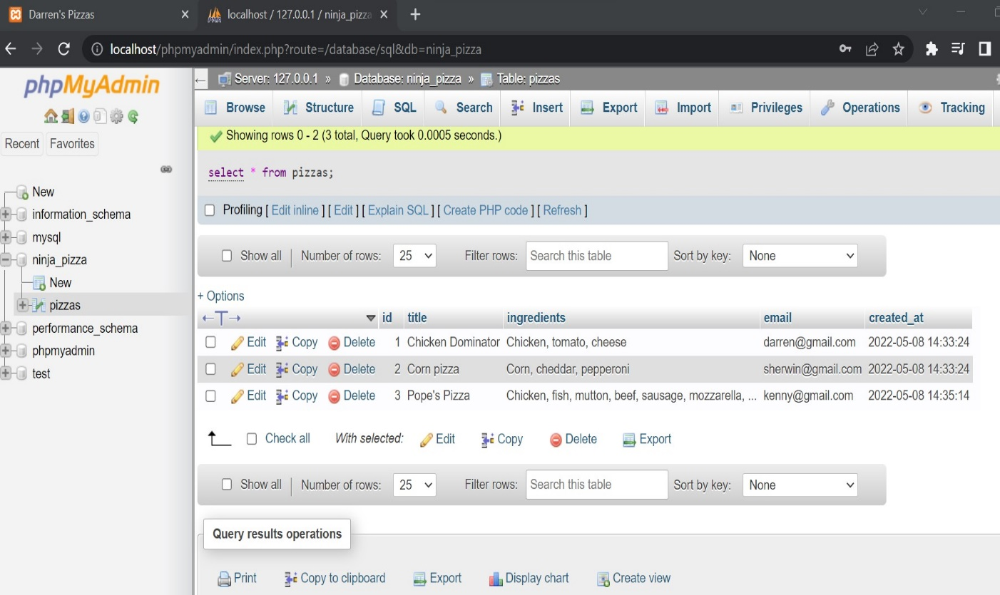 Darren's Pizzas
localhost / 127.0.0.1 / ninja_pizza
localhost/phpmyadmin/index.php?route=/database/sql&db=ninja_pizza
phpMyAdmin
Recent Favorites
New
information_schema
mysql
ninja_pizza
New
pizzas
performance_schema
phpmyadmin
test
Server: 127.0.0.1 » Database: ninja_pizza » Table: pizzas
Browse Structure SQL Search Insert Export Import Privileges Operations Tracking
Showing rows 0 - 2 (3 total, Query took 0.0005 seconds.)
select * from pizzas;
Profiling [ Edit inline ] [ Edit ] [ Explain SQL ] [ Create PHP code ] [ Refresh ]
Show all | Number of rows: 25 Filter rows: Search this table Sort by key: None
+ Options
←T→ id title ingredients email created_at
Edit Copy Delete 1 Chicken Dominator Chicken, tomato, cheese darren@gmail.com 2022-05-08 14:33:24
Edit Copy Delete 2 Corn pizza Corn, cheddar, pepperoni sherwin@gmail.com 2022-05-08 14:33:24
Edit Copy Delete 3 Pope's Pizza Chicken, fish, mutton, beef, sausage, mozzarella, ... kenny@gmail.com 2022-05-08 14:35:14
Check all With selected: Edit Copy Delete Export
Show all | Number of rows: 25 Filter rows: Search this table Sort by key: None
Query results operations
Print Copy to clipboard Export Display chart Create view